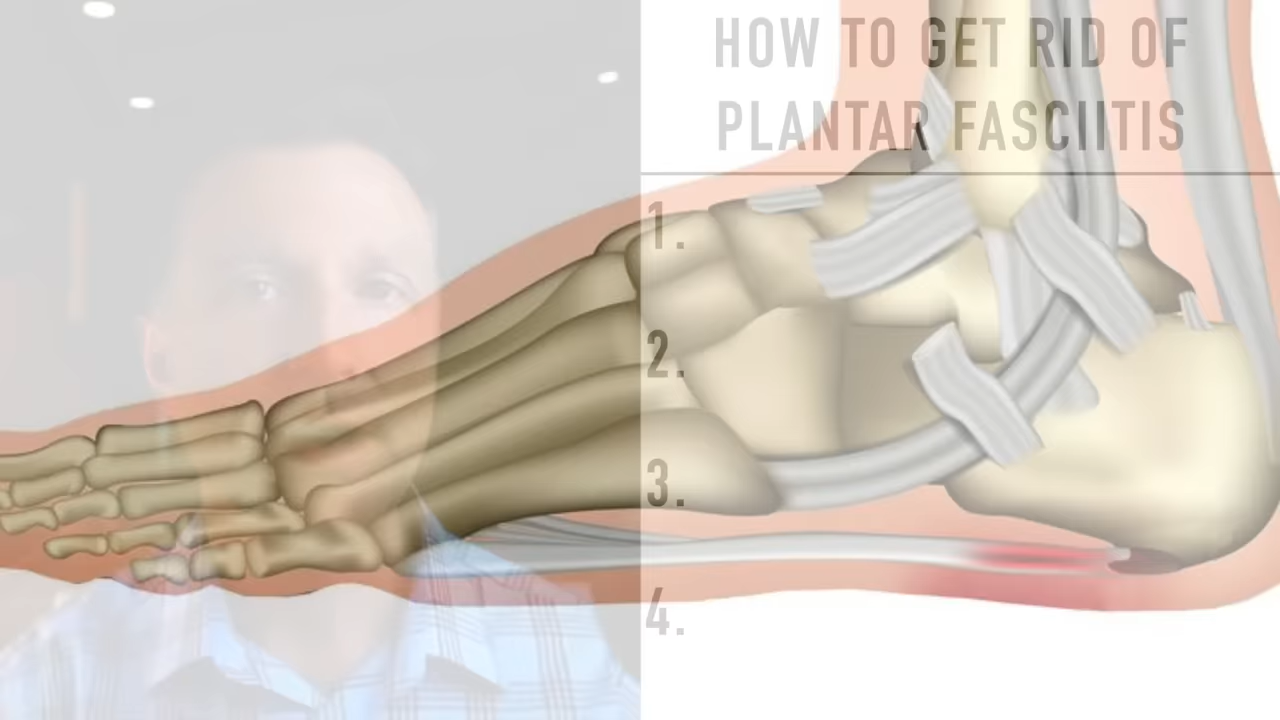 HOW TO GET RID OF
PLANTAR FASCIITIS
1.
2.
3.
4.